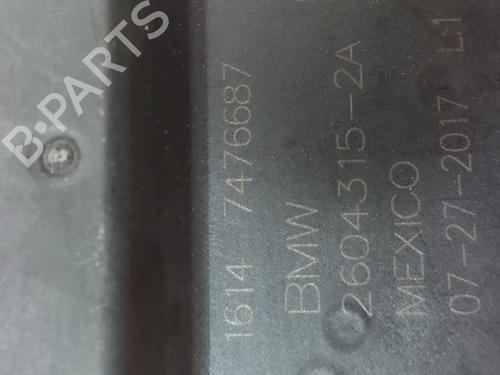 B-PARTS
1614 7476687
BMW
2604315-2A
MEXICO
07-27-2017 L1